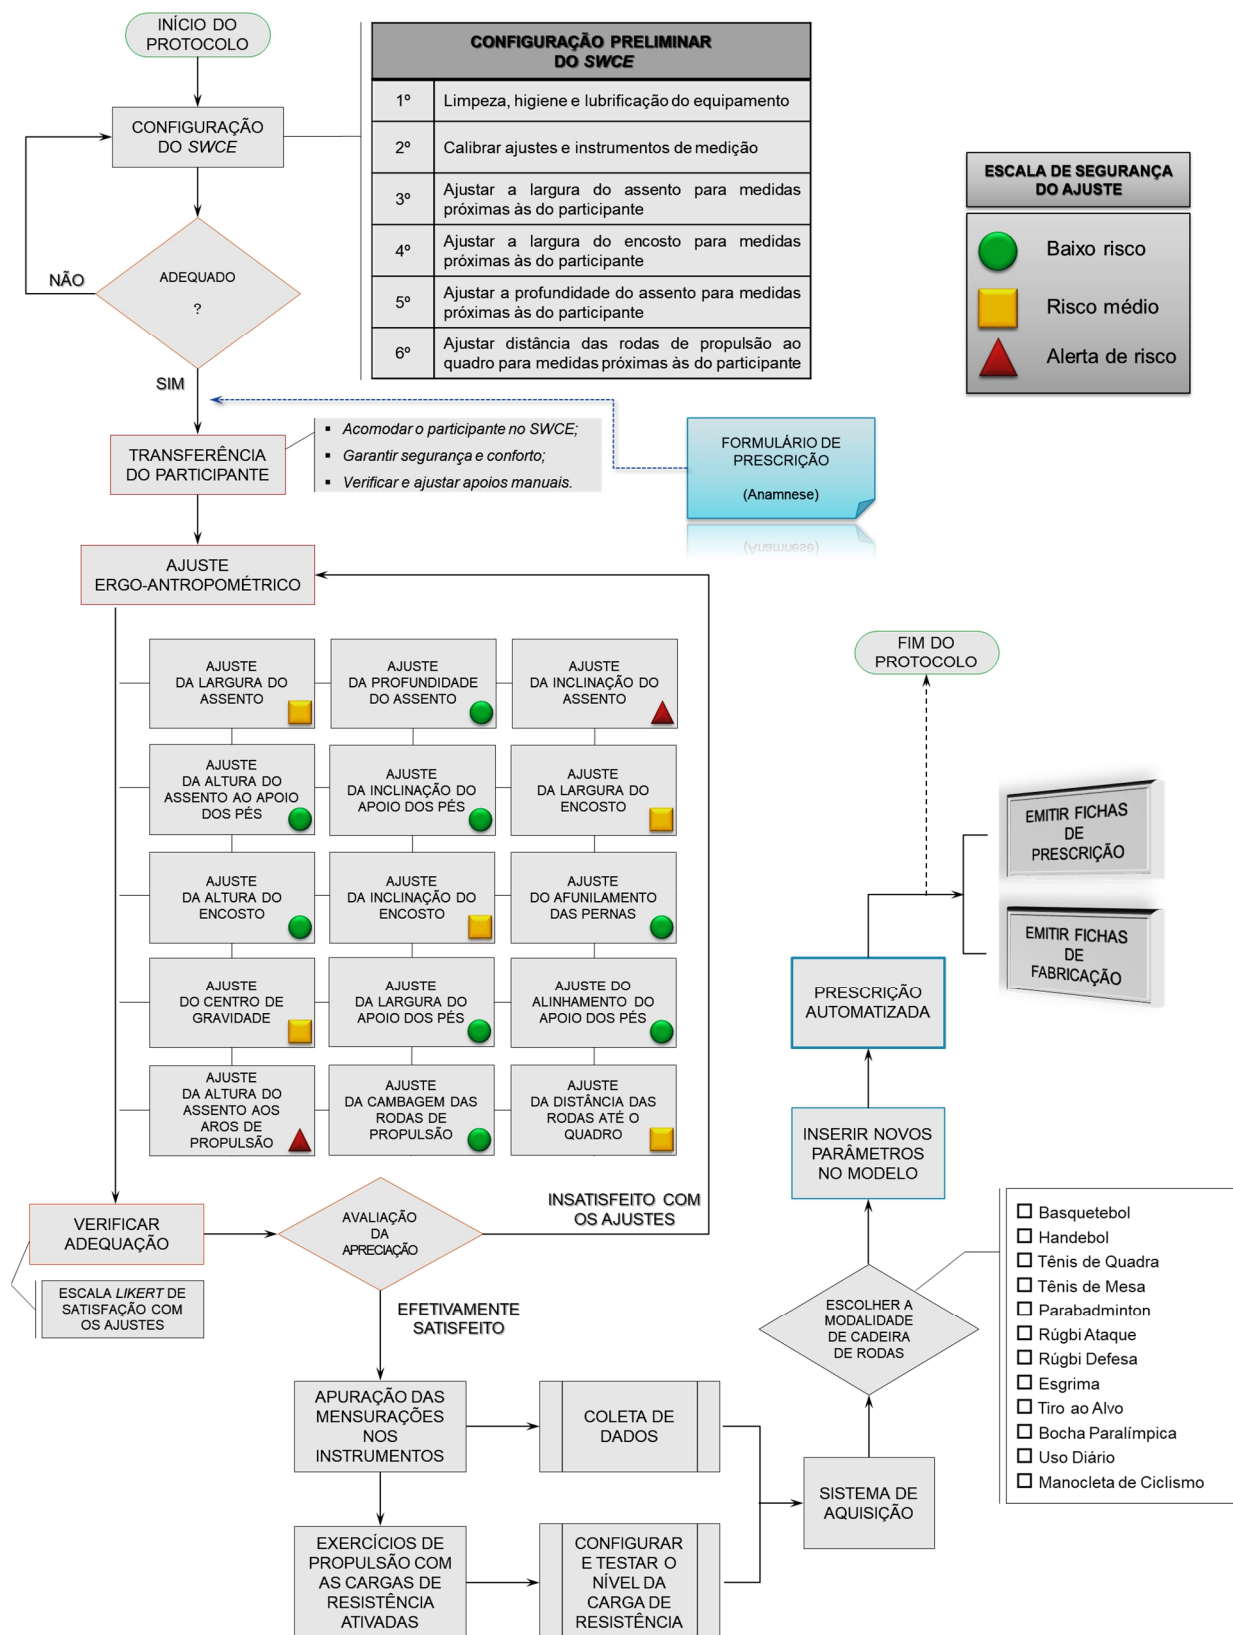 INÍCIO DO
PROTOCOLO
CONFIGURAÇÃO
DO SWCE
ADEQUADO
?
NÃO
SIM
CONFIGURAÇÃO PRELIMINAR
DO SWCE
1º Limpeza, higiene e lubrificação do equipamento
2º Calibrar ajustes e instrumentos de medição
3º Ajustar a largura do assento para medidas
próximas às do participante
4º Ajustar a largura do encosto para medidas
próximas às do participante
5º Ajustar a profundidade do assento para medidas
próximas às do participante
6º Ajustar distância das rodas de propulsão ao
quadro para medidas próximas às do participante
ESCALA DE SEGURANÇA
DO AJUSTE
Baixo risco
Risco médio
Alerta de risco
TRANSFERÊNCIA
DO PARTICIPANTE
▪ Acomodar o participante no SWCE;
▪ Garantir segurança e conforto;
▪ Verificar e ajustar apoios manuais.
FORMULÁRIO DE
PRESCRIÇÃO
(Anamnese)
AJUSTE
ERGO-ANTROPOMÉTRICO
AJUSTE
DA LARGURA DO
ASSENTO
AJUSTE
DA PROFUNDIDADE
DO ASSENTO
AJUSTE
DA INCLINAÇÃO DO
ASSENTO
AJUSTE
DA ALTURA DO
ASSENTO AO APOIO
DOS PÉS
AJUSTE
DA INCLINAÇÃO DO
APOIO DOS PÉS
AJUSTE
DA LARGURA DO
ENCOSTO
AJUSTE
DA ALTURA DO
ENCOSTO
AJUSTE
DA INCLINAÇÃO DO
ENCOSTO
AJUSTE
DO AFUNILAMENTO
DAS PERNAS
AJUSTE
DO CENTRO DE
GRAVIDADE
AJUSTE
DA LARGURA DO
APOIO DOS PÉS
AJUSTE DO
ALINHAMENTO DO
APOIO DOS PÉS
AJUSTE
DA ALTURA DO
ASSENTO AOS
AROS DE
PROPULSÃO
AJUSTE
DA CAMBAGEM DAS
RODAS DE
PROPULSÃO
AJUSTE
DA DISTÂNCIA DAS
RODAS ATÉ O
QUADRO
VERIFICAR
ADEQUAÇÃO
ESCALA LIKERT DE
SATISFAÇÃO COM
OS AJUSTES
AVALIAÇÃO
DA
APRECIAÇÃO
INSATISFEITO COM
OS AJUSTES
EFETIVAMENTE
SATISFEITO
APURAÇÃO DAS
MENSURAÇÕES
NOS
INSTRUMENTOS
COLETA DE
DADOS
EXERCÍCIOS DE
PROPULSÃO COM
AS CARGAS DE
RESISTÊNCIA
ATIVADAS
CONFIGURAR
E TESTAR O
NÍVEL DA
CARGA DE
RESISTÊNCIA
SISTEMA DE
AQUISIÇÃO
ESCOLHER A
MODALIDADE
DE CADEIRA
DE RODAS
☐ Basquetebol
☐ Handebol
☐ Tênis de Quadra
☐ Tênis de Mesa
☐ Parabadminton
☐ Rúgbi Ataque
☐ Rúgbi Defesa
☐ Esgrima
☐ Tiro ao Alvo
☐ Bocha Paralímpica
☐ Uso Diário
☐ Manocleta de Ciclismo
INSERIR NOVOS
PARÂMETROS
NO MODELO
PRESCRIÇÃO
AUTOMATIZADA
EMITIR FICHAS
DE
PRESCRIÇÃO
EMITIR FICHAS
DE
FABRICAÇÃO
FIM DO
PROTOCOLO